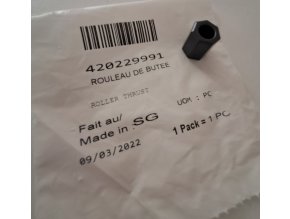 420229991
ROULEAU DE BUTEE
ROLLER THRUST
UOM : PC
Fait au/
Made in SG
1 Pack = 1 PC
09/03/2022